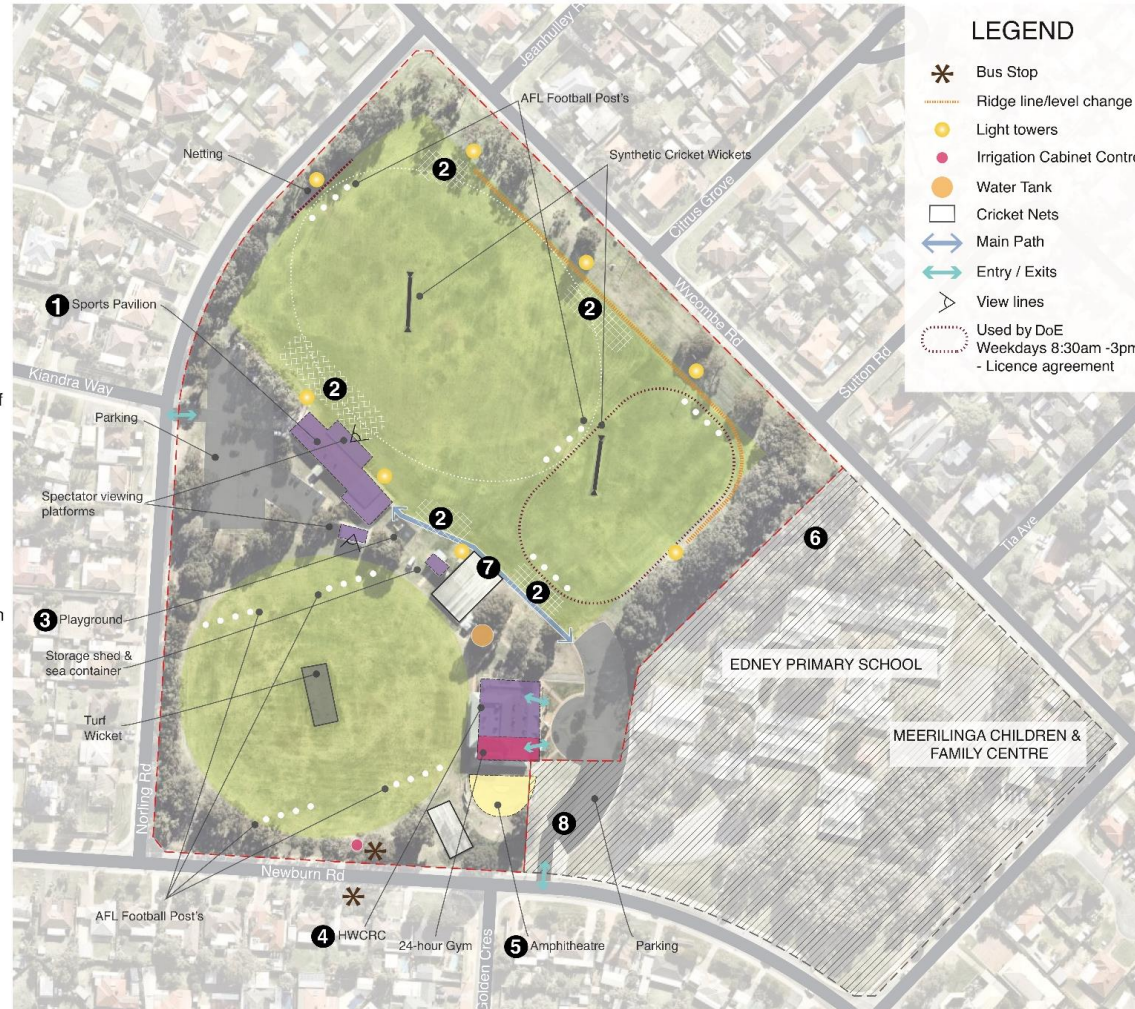 LEGEND
Bus Stop
Ridge line/level change
Light towers
Irrigation Cabinet Contr
Water Tank
Cricket Nets
Main Path
Entry / Exits
View lines
Used by DoE
Weekdays 8:30am -3pm
- Licence agreement
Jeanhulley R
AFL Football Post's
Netting
Synthetic Cricket Wickets
2
Citrus Grove
Wycombe Rd
1 Sports Pavilion
2
Kiandra Way
2
Sutton Rd
f
Parking
Spectator viewing
platforms
2
6
Tia Ave
7
2
n
3 Playground
Storage shed &
sea container
EDNEY PRIMARY SCHOOL
Turf
Wicket
MEERILINGA CHILDREN &
FAMILY CENTRE
Norling Rd
8
Newburn Rd
AFL Football Post's
4 HWCRC
24-hour Gym
5 Amphitheatre
Parking
Golden Cres